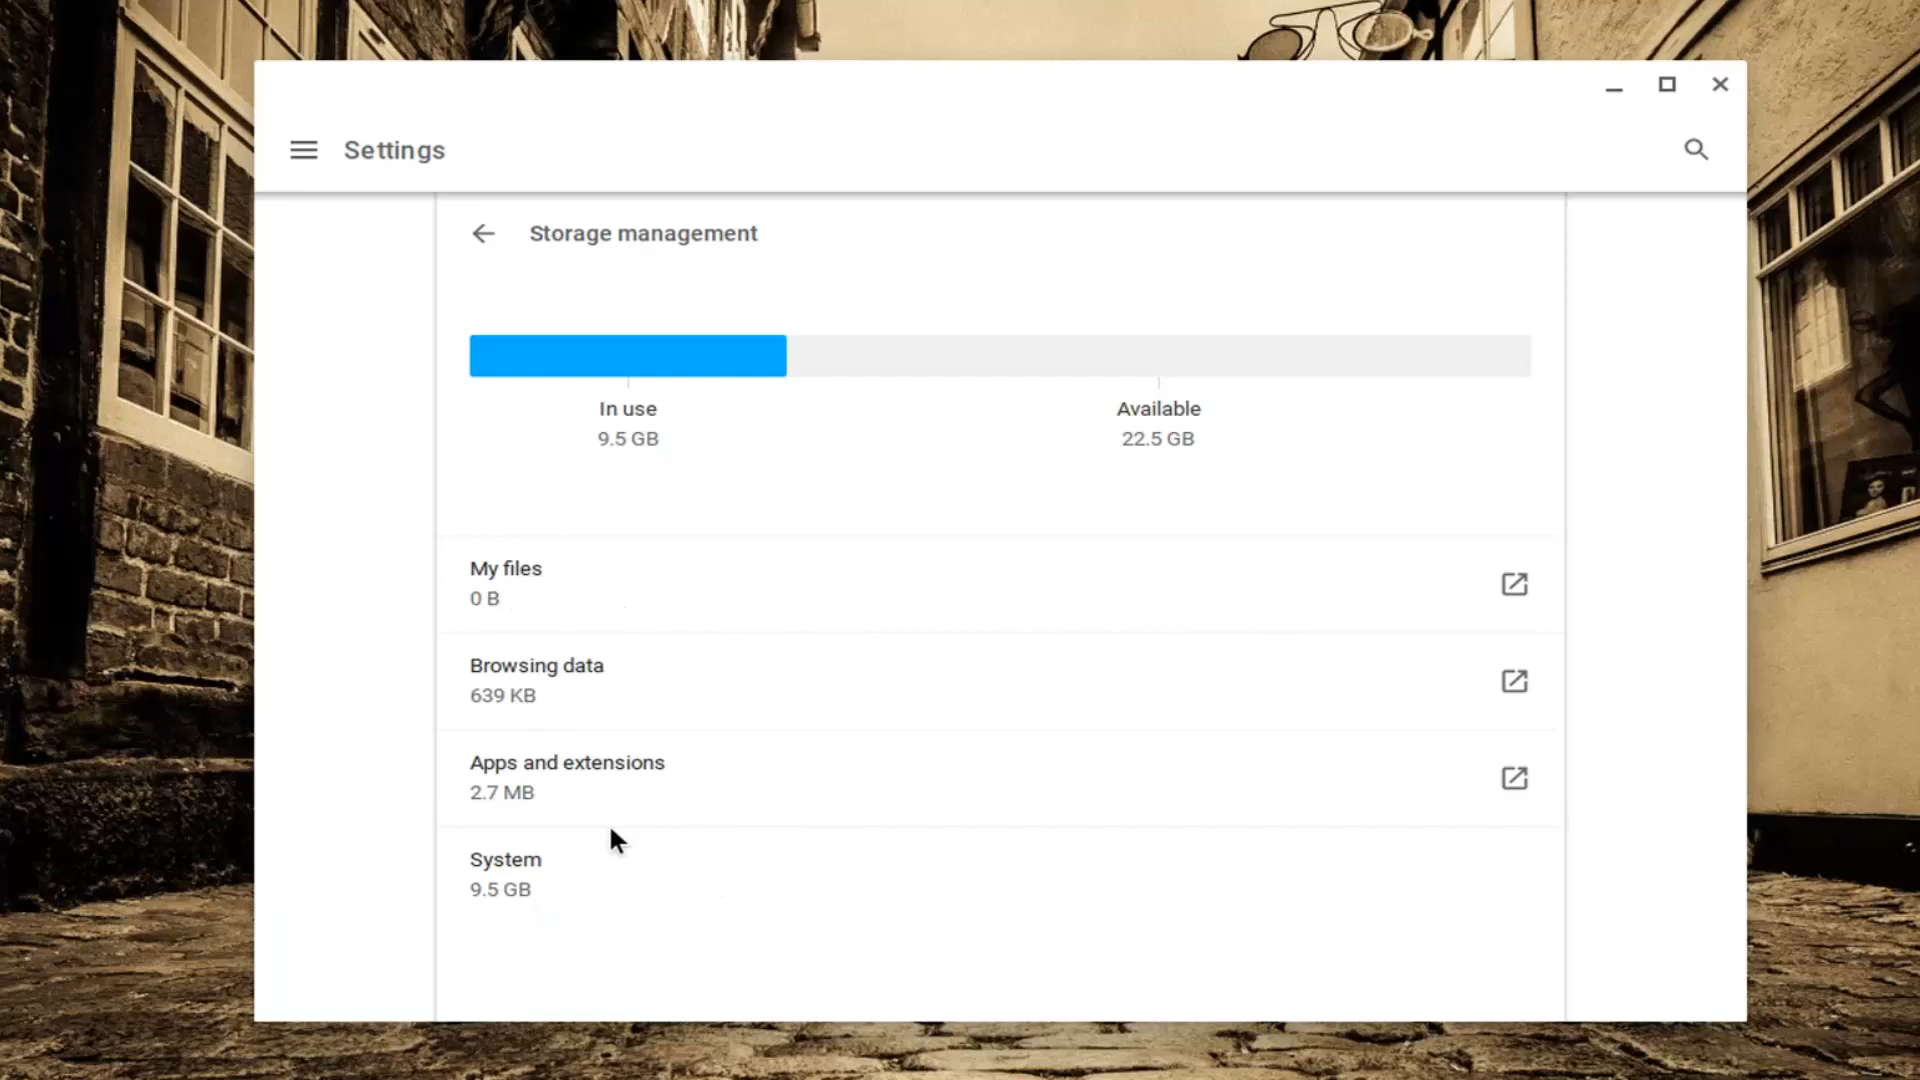 Settings
Storage management
In use
9.5 GB
Available
22.5 GB
My files
0 B
Browsing data
639 KB
Apps and extensions
2.7 MB
System
9.5 GB